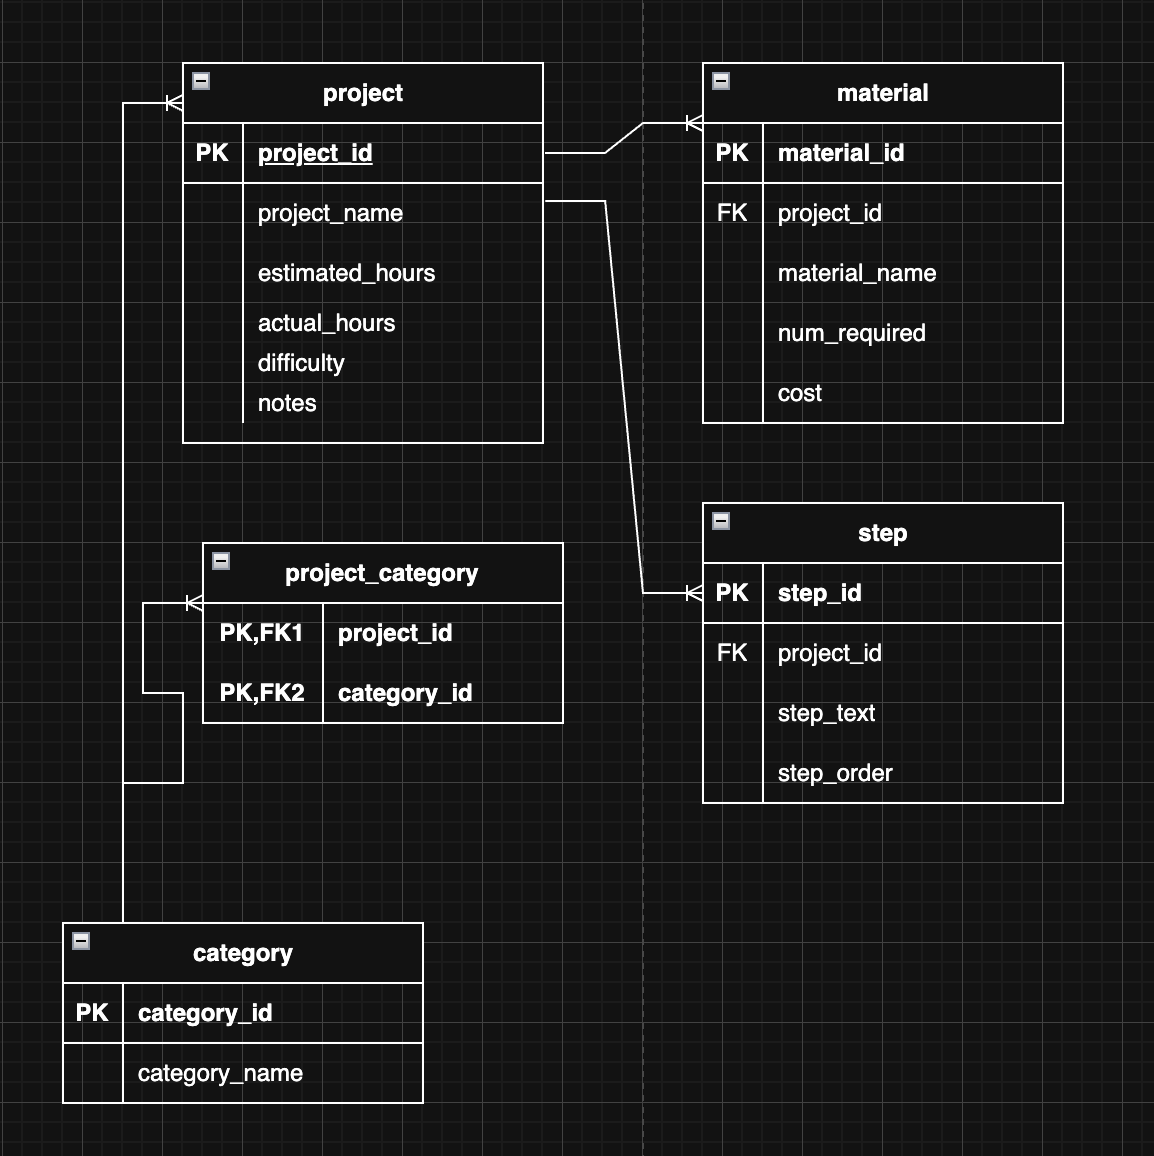 project
PK project_id
project_name
estimated_hours
actual_hours
difficulty
notes
material
PK material_id
FK project_id
material_name
num_required
cost
project_category
PK,FK1 project_id
PK,FK2 category_id
step
PK step_id
FK project_id
step_text
step_order
category
PK category_id
category_name